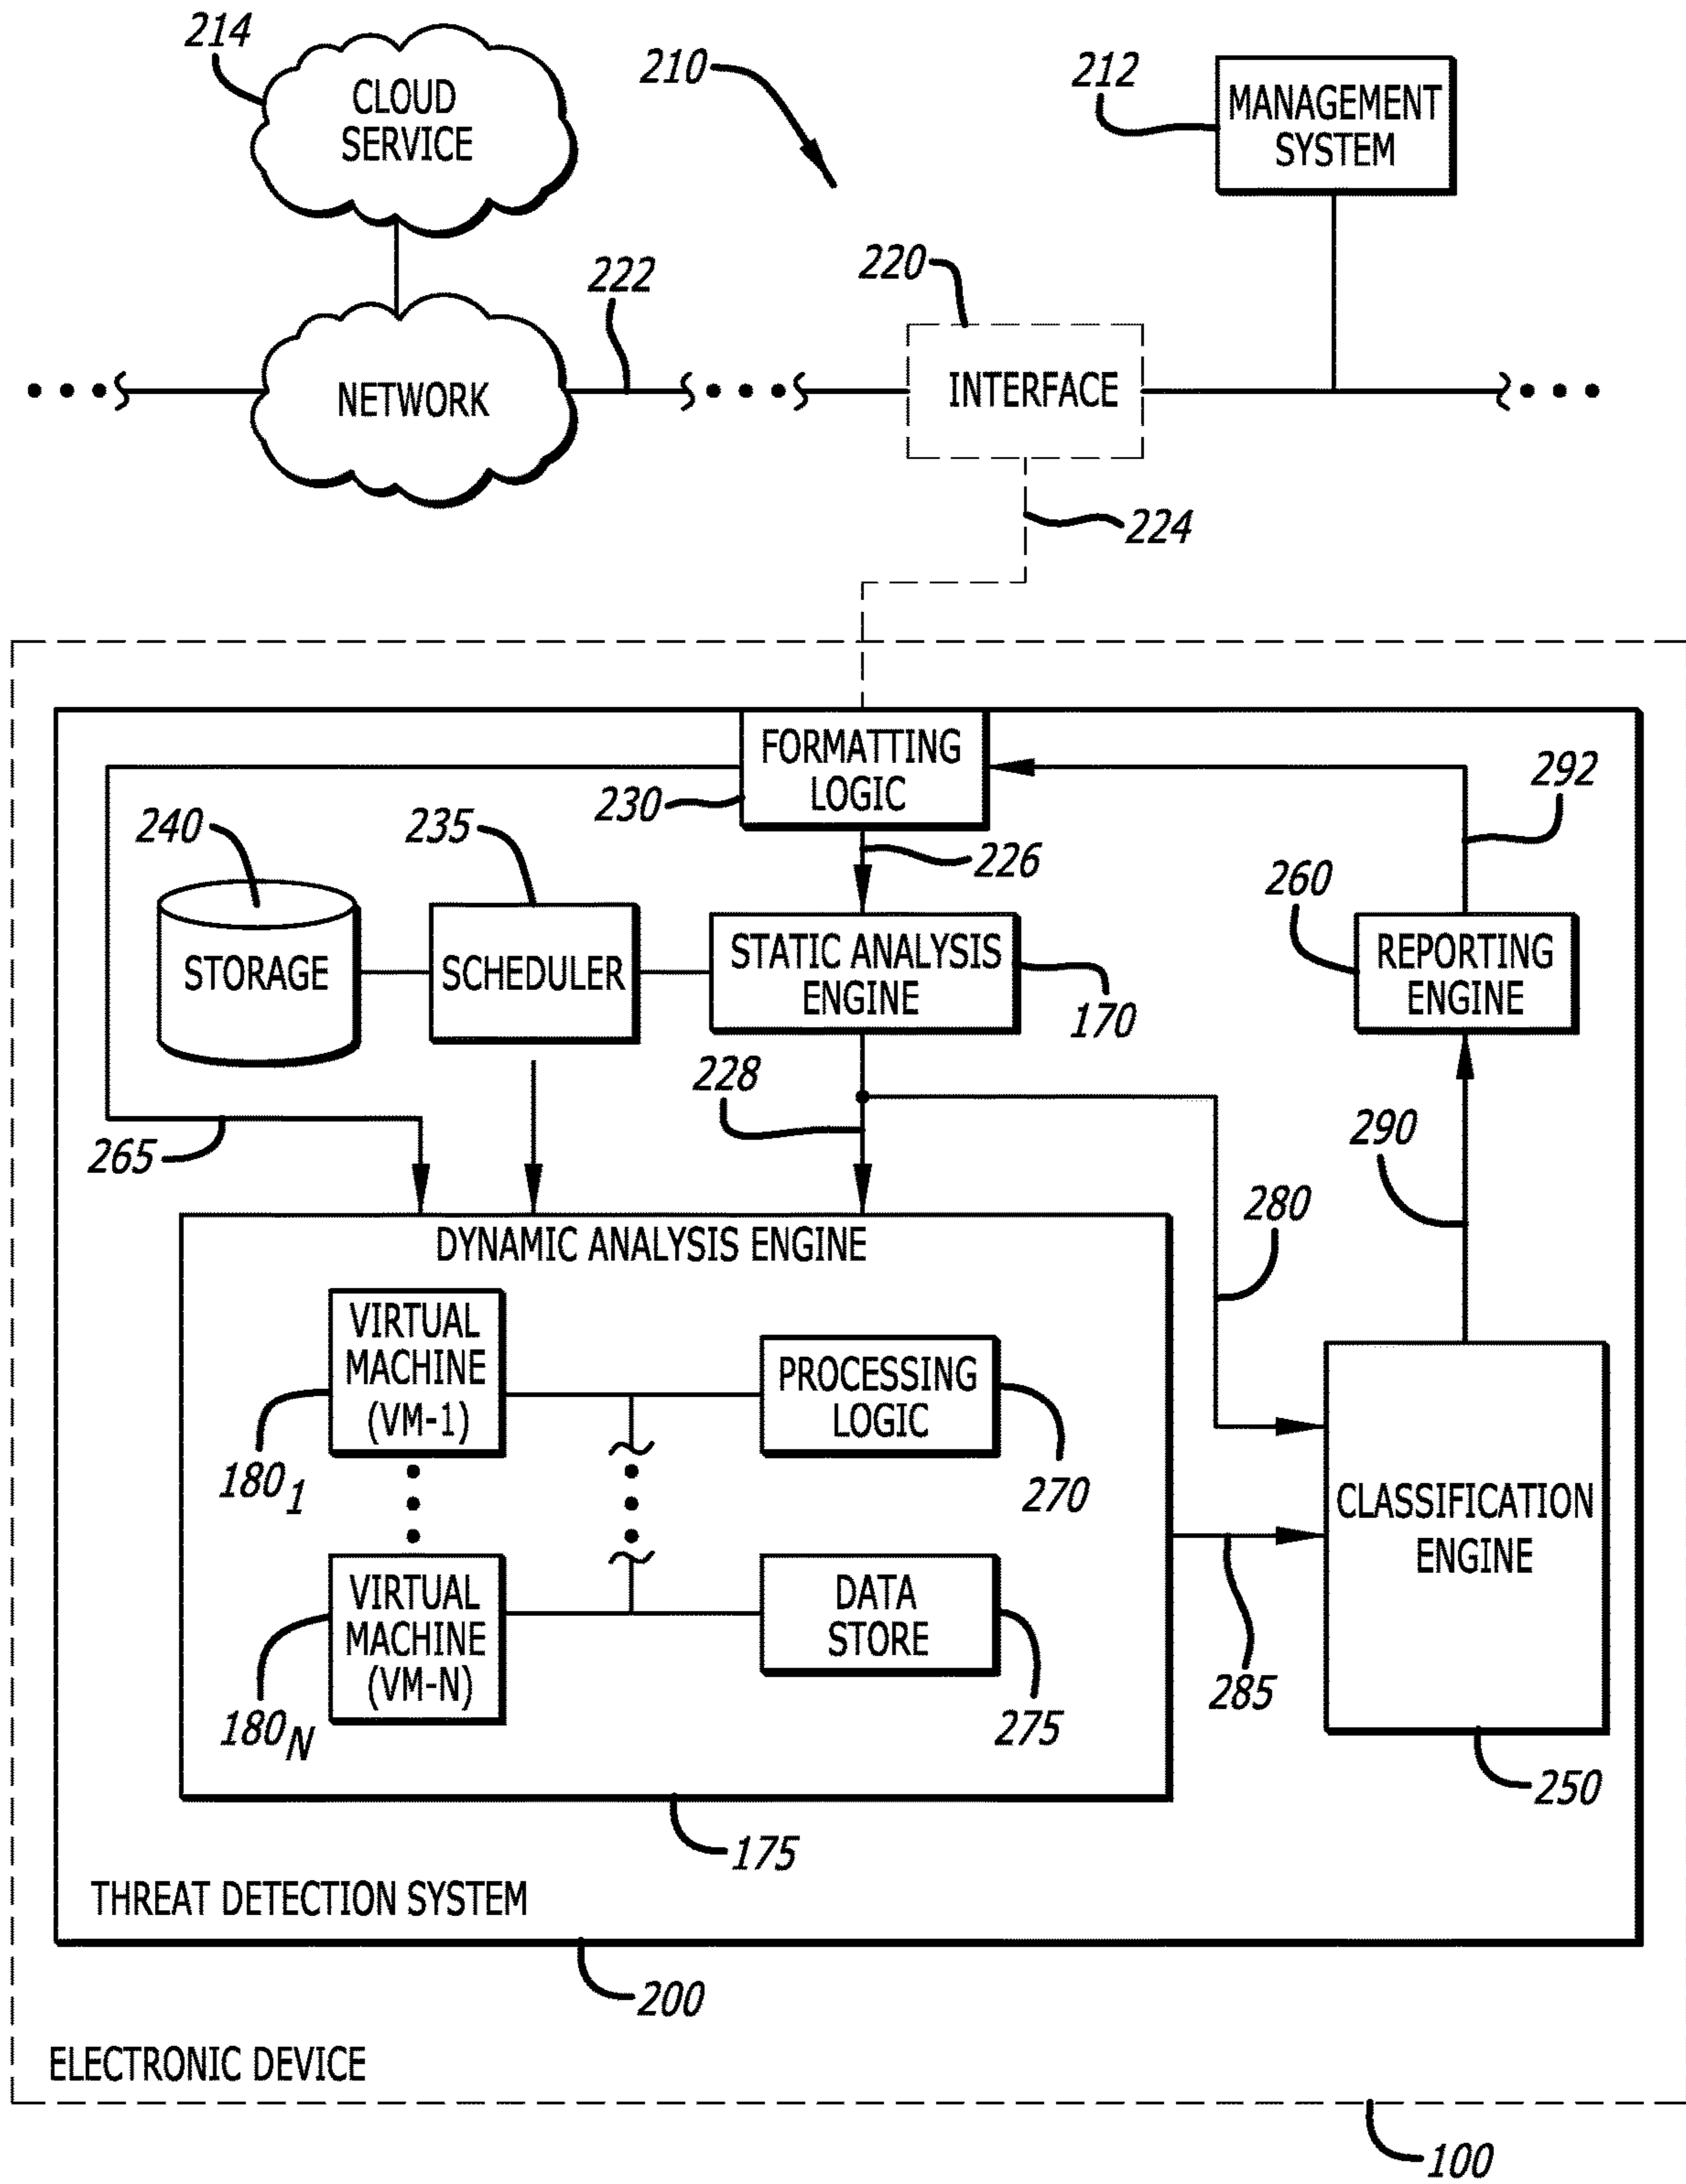 214
CLOUD
SERVICE
210
212
MANAGEMENT
SYSTEM
222
220
NETWORK
INTERFACE
224
FORMATTING
LOGIC
230
292
240
235
226
260
STORAGE
SCHEDULER
STATIC ANALYSIS
ENGINE
170
REPORTING
ENGINE
228
265
290
280
DYNAMIC ANALYSIS ENGINE
VIRTUAL
MACHINE
(VM-1)
180 1
PROCESSING
LOGIC
270
CLASSIFICATION
ENGINE
VIRTUAL
MACHINE
(VM-N)
180 N
DATA
STORE
275
285
250
175
THREAT DETECTION SYSTEM
200
ELECTRONIC DEVICE
100